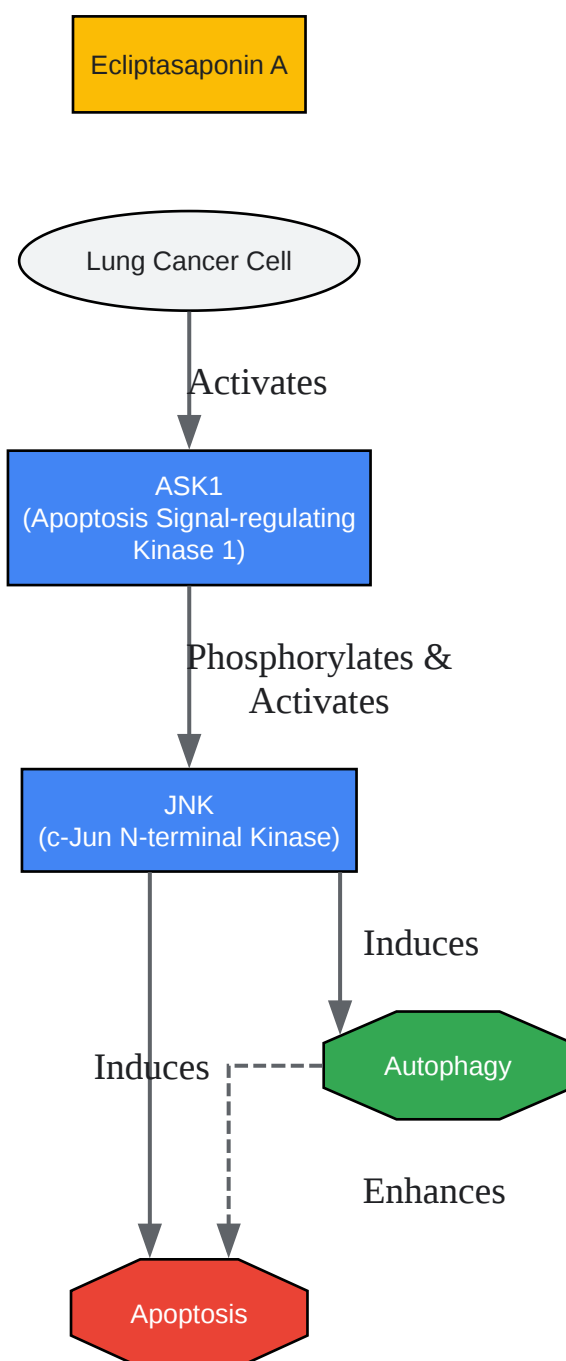 Ecliptasaponin A
Lung Cancer Cell
Activates
ASK1
(Apoptosis Signal-regulating
Kinase 1)
Phosphorylates &
Activates
JNK
(c-Jun N-terminal Kinase)
Induces
Induces
Autophagy
Enhances
Apoptosis